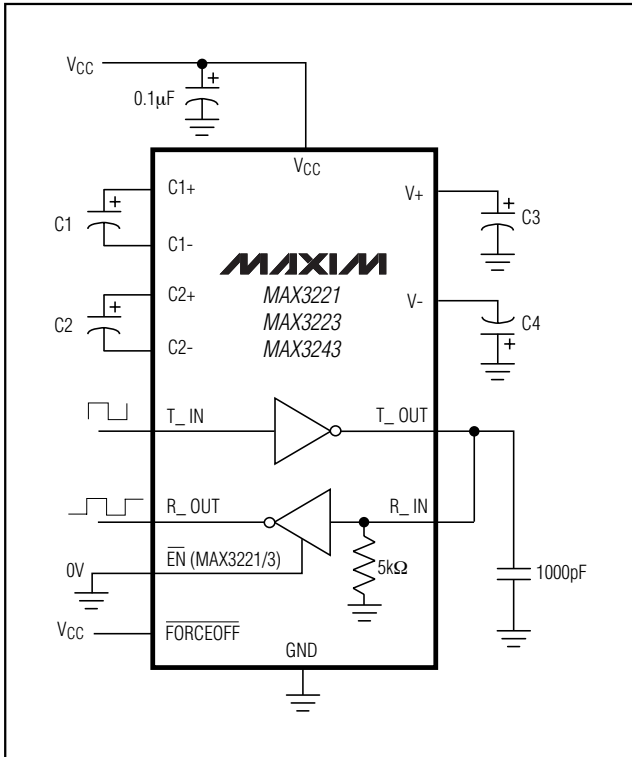 VCC
+
0.1µF
VCC
C1+
V+
+
C1
+
C3
C1-
MAXIM
C2+
MAX3221
V-
C2
+
MAX3223
C4
+
C2-
MAX3243
T_ IN
T_ OUT
R_ OUT
R_ IN
0V
EN (MAX3221/3)
5kΩ
1000pF
VCC
FORCEOFF
GND